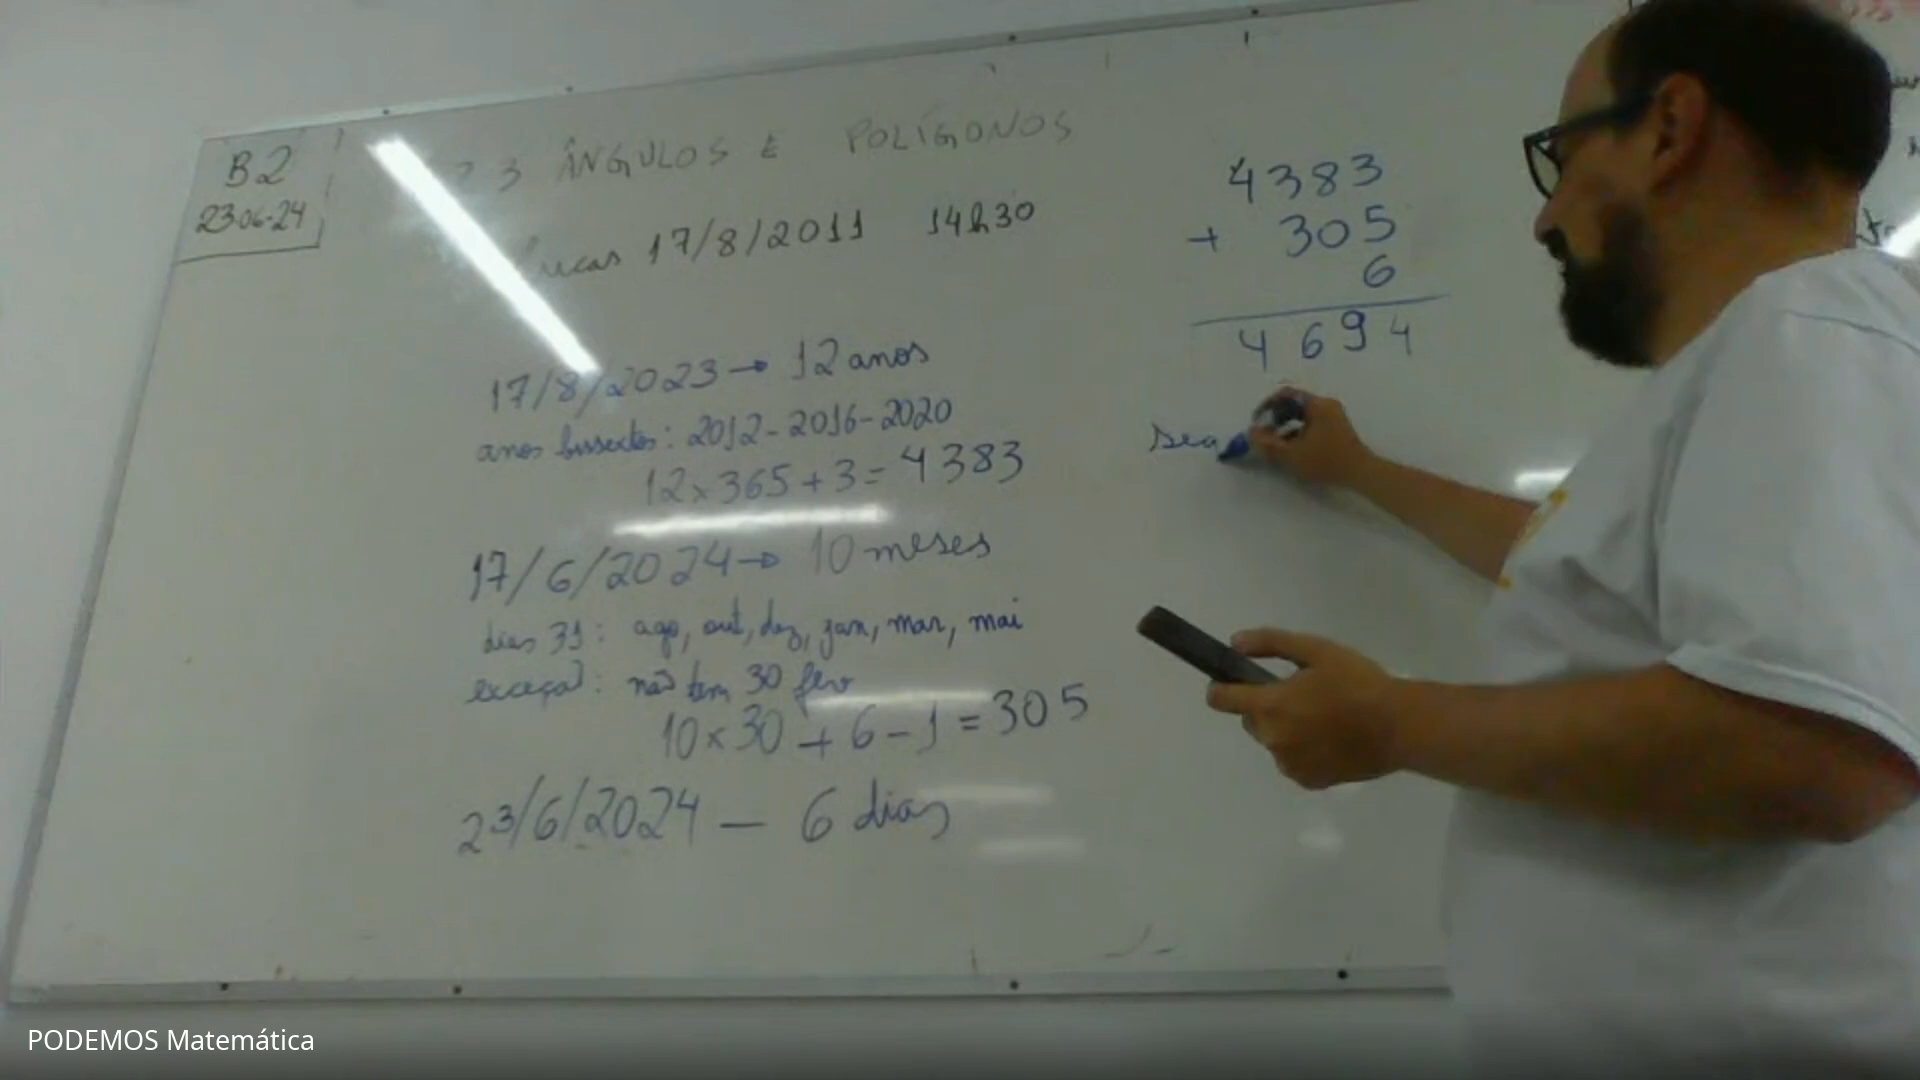 B2
23-06-24
3 ÂNGULOS E POLÍGONOS
17/8/2011 14h30
17/8/2023 → 12 anos
anos bissextos: 2012 - 2016 - 2020
12 x 365 + 3 = 4383
17/6/2024 → 10 meses
dias 31: ago, out, dez, jan, mar, mai
exceção: não tem 30 fev
10 x 30 + 6 - 1 = 305
23/6/2024 — 6 dias
4383
+ 305
6
4694
seg
PODEMOS Matemática